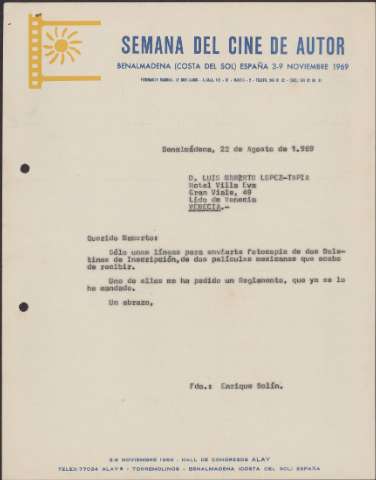 SEMANA DEL CINE DE AUTOR
BENALMADENA (COSTA DEL SOL) ESPAÑA 3-9 NOVIEMBRE 1969
Benalmádena, 22 de Agosto de 1.969
D. LUIS LOPEZ-TAPIA
Hotel Villa Eva
Gran Viale, 49
Lido de Venecia
VENECIA.-
Querido
Sólo unas líneas para enviarte fotocopia de dos Bole-
tines de Inscripción, de dos películas mexicanas que acabo
de recibir.
Uno de ellos me ha pedido un Reglamento, que ya se lo
he mandado.
Un abrazo,
Fdo.: Enrique
3-9 NOVIEMBRE 1969 - HALL DE CONGRESOS ALAY
TELEX 77034 ALAY - TORREMOLINOS - BENALMADENA (COSTA DEL SOL) ESPAÑA